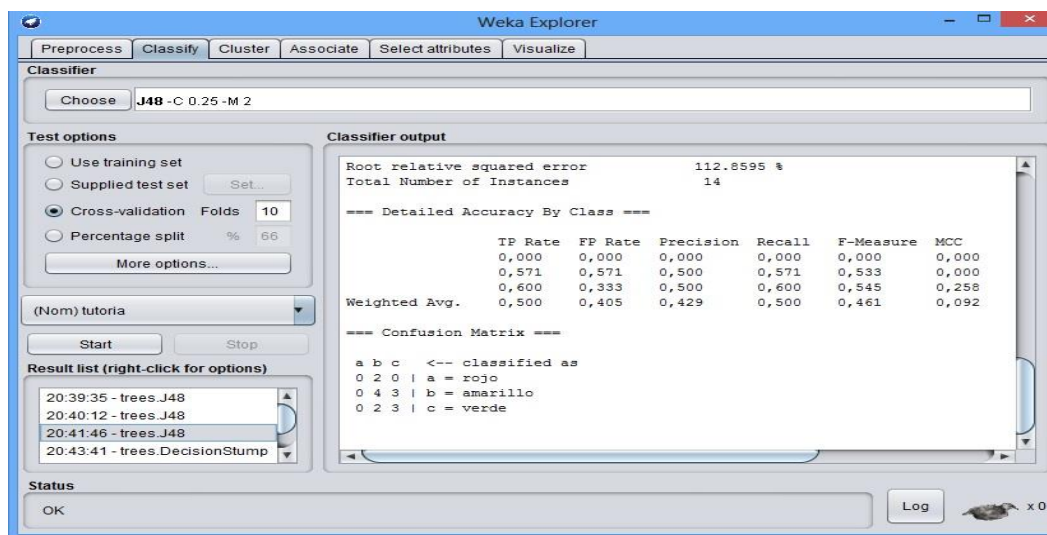 Weka Explorer
Preprocess Classify Cluster Associate Select attributes Visualize
Classifier
Choose J48 -C 0.25 -M 2
Test options
Use training set
Supplied test set Set...
Cross-validation Folds 10
Percentage split % 66
More options...
(Nom) tutoria
Start Stop
Result list (right-click for options)
20:39:35 - trees.J48
20:40:12 - trees.J48
20:41:46 - trees.J48
20:43:41 - trees.DecisionStump
Classifier output
Root relative squared error 112.8595 %
Total Number of Instances 14
=== Detailed Accuracy By Class ===
TP Rate FP Rate Precision Recall F-Measure MCC
0,000 0,000 0,000 0,000 0,000 0,000
0,571 0,571 0,500 0,571 0,533 0,000
0,600 0,333 0,500 0,600 0,545 0,258
Weighted Avg. 0,500 0,405 0,429 0,500 0,461 0,092
=== Confusion Matrix ===
a b c <-- classified as
0 2 0 | a = rojo
0 4 3 | b = amarillo
0 2 3 | c = verde
Status
OK
Log
x 0